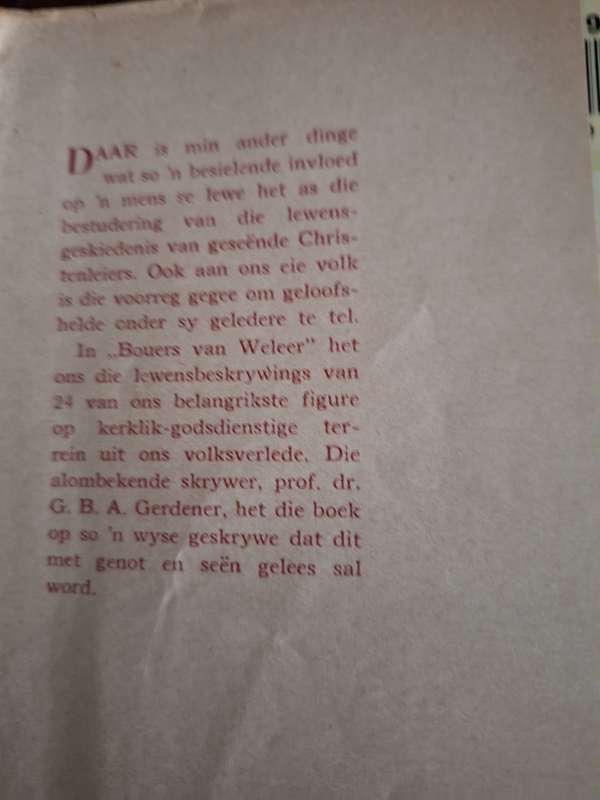 DAAR is min ander dinge
wat so 'n besielende invloed
op 'n mens se lewe het as die
bestudering van die lewens-
geskiedenis van geseënde Chris-
tenleiers. Ook aan ons eie volk
is die voorreg gegee om geloofs-
helde onder sy geledere te tel.
In „Bouers van Weleer” het
ons die lewensbeskrywings van
24 van ons belangrikste figure
op kerklik-godsdienstige ter-
rein uit ons volksverlede. Die
alombekende skrywer, prof. dr.
G. B. A. Gerdener, het die boek
op so 'n wyse geskrywe dat dit
met genot en seën gelees sal
word.
9